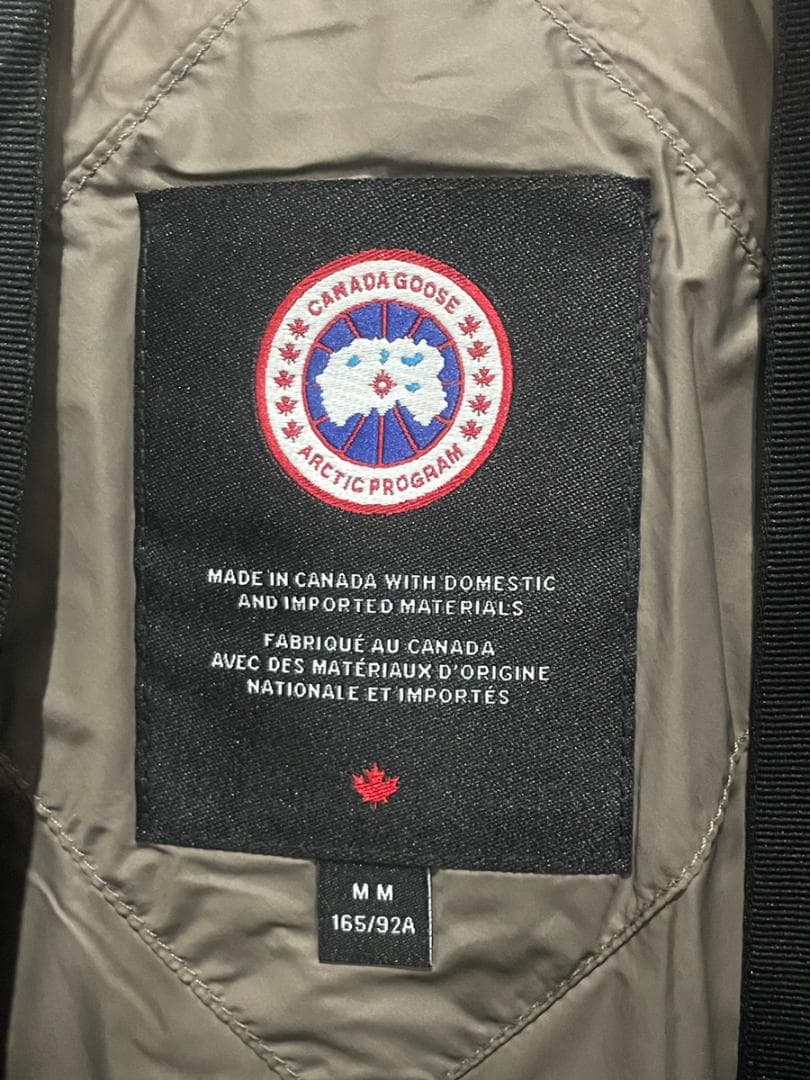 CANADA GOOSE
ARCTIC PROGRAM
MADE IN CANADA WITH DOMESTIC
AND IMPORTED MATERIALS
FABRIQUÉ AU CANADA
AVEC DES MATÉRIAUX D'ORIGINE
NATIONALE ET IMPORTÉS
M M
165/92A